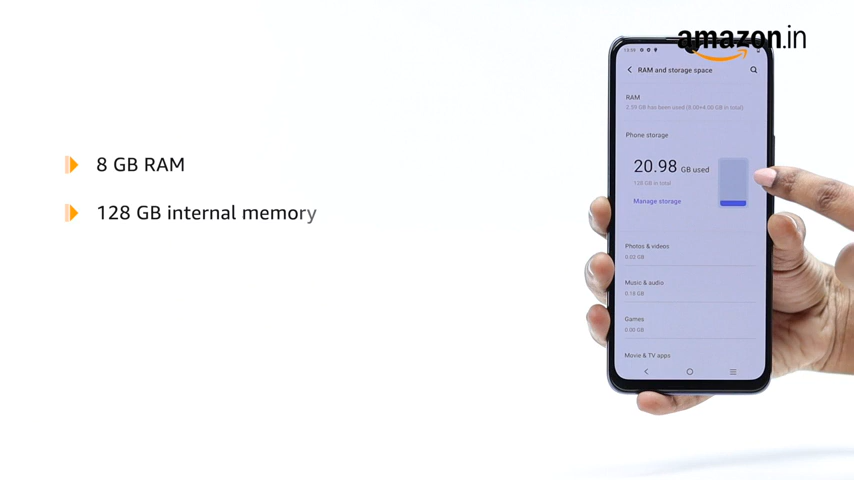 amazon.in
RAM and storage space
RAM
Phone storage
8 GB RAM
20.98 GB used
128 GB in total
Manage storage
128 GB internal memory
Photos & videos
0.03 GB
Music & audio
0.18 GB
Games
0.00 GB
Movie & TV apps